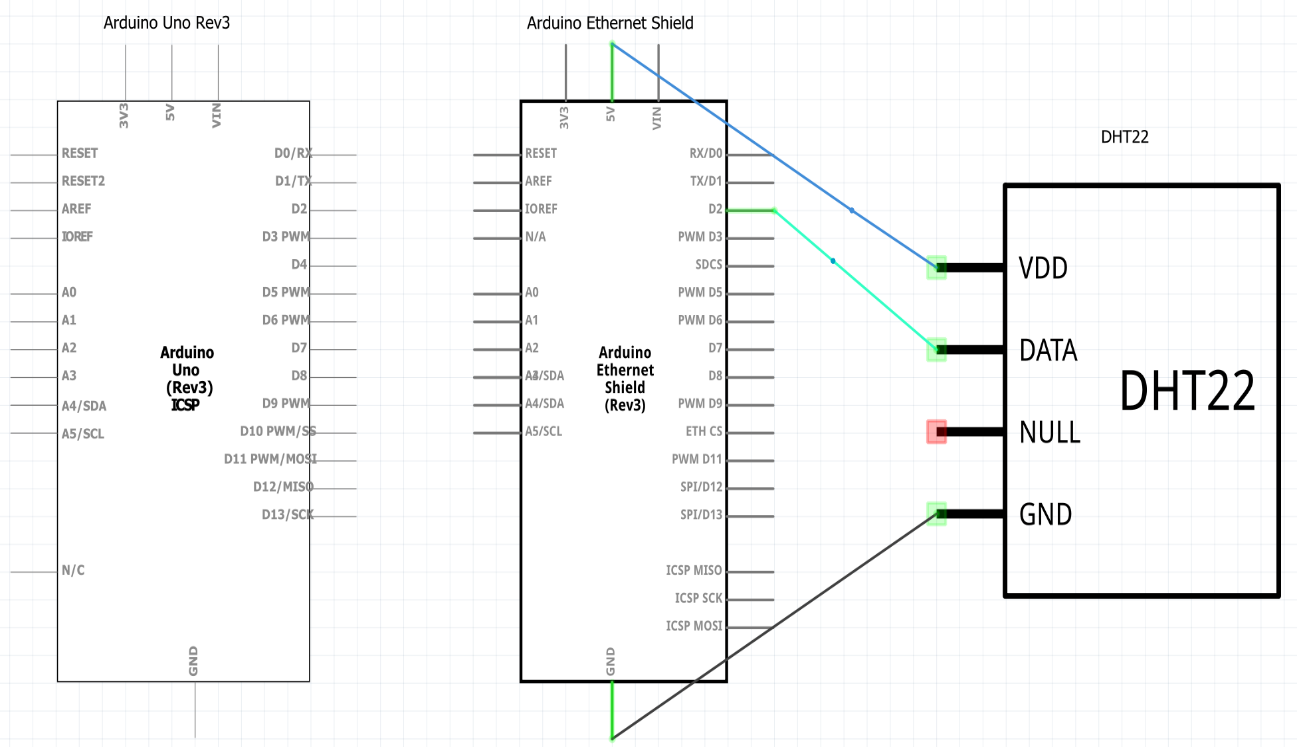 Arduino Uno Rev3
3V3
5V
VIN
RESET
RESET2
AREF
IOREF
A0
A1
A2
A3
A4/SDA
A5/SCL
N/C
D0/RX
D1/TX
D2
D3 PWM
D4
D5 PWM
D6 PWM
D7
D8
D9 PWM
D10 PWM/SS
D11 PWM/MOSI
D12/MISO
D13/SCK
Arduino
Uno
(Rev3)
ICSP
GND
Arduino Ethernet Shield
3V3
5V
VIN
RESET
AREF
IOREF
N/A
A0
A1
A2
A4/SDA
A5/SCL
RX/D0
TX/D1
D2
PWM D3
SDCS
PWM D5
PWM D6
D7
D8
PWM D9
ETH CS
PWM D11
SPI/D12
SPI/D13
ICSP MISO
ICSP SCK
ICSP MOSI
Arduino
Ethernet
Shield
(Rev3)
GND
DHT22
VDD
DATA
NULL
GND
DHT22